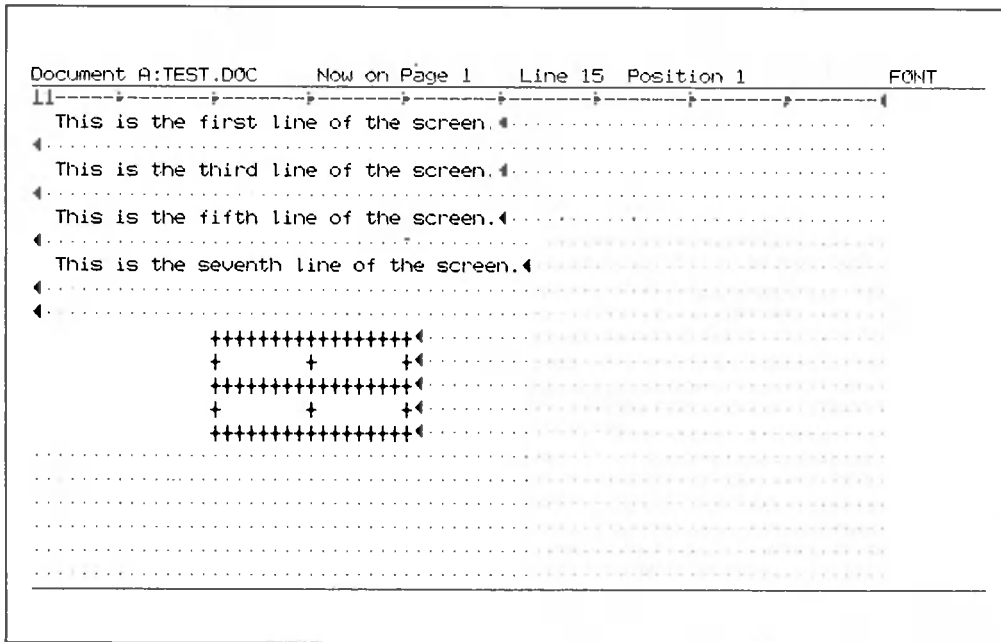 Document A:TEST.DOC Now on Page 1 Line 15 Position 1 FONT
This is the first line of the screen.
This is the third line of the screen.
This is the fifth line of the screen.
This is the seventh line of the screen.
+++++++++++++++++
+ + +
+++++++++++++++++
+ + +
+++++++++++++++++